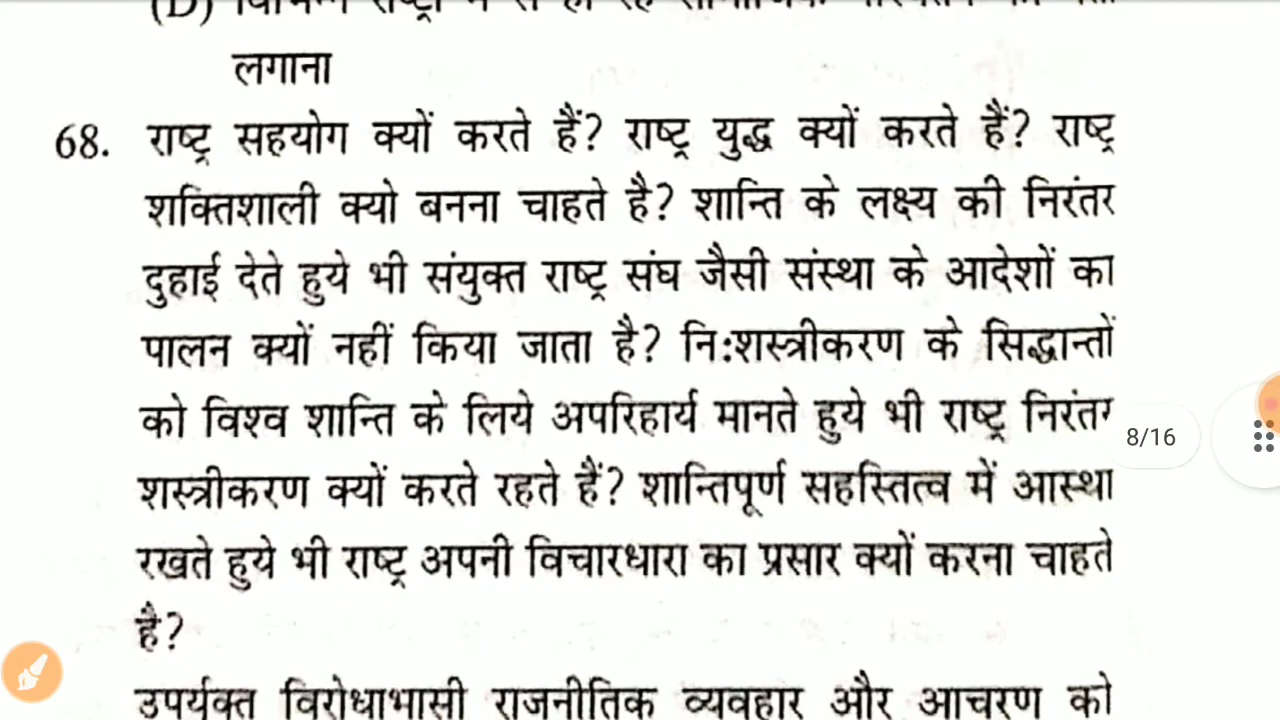 (D)
लगाना
68. राष्ट्र सहयोग क्यों करते हैं? राष्ट्र युद्ध क्यों करते हैं? राष्ट्र
शक्तिशाली क्यो बनना चाहते है? शान्ति के लक्ष्य की निरंतर
दुहाई देते हुये भी संयुक्त राष्ट्र संघ जैसी संस्था के आदेशों का
पालन क्यों नहीं किया जाता है? नि:शस्त्रीकरण के सिद्धान्तों
को विश्व शान्ति के लिये अपरिहार्य मानते हुये भी राष्ट्र निरंतर
8/16
शस्त्रीकरण क्यों करते रहते हैं? शान्तिपूर्ण सहस्तित्व में आस्था
रखते हुये भी राष्ट्र अपनी विचारधारा का प्रसार क्यों करना चाहते
है?
उपर्यक्त विरोधाभासी राजनीतिक व्यवहार और आचरण को